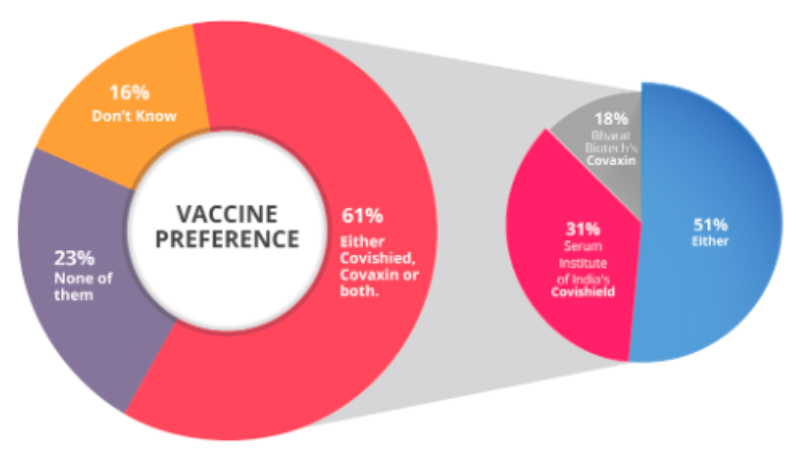 16%
Don't Know
VACCINE
PREFERENCE
61%
Either
Covishied,
Covaxin or
both.
23%
None of
them
18%
Bharat
Biotech's
Covaxin
31%
Serum
Institute
of India's
Covishield
51%
Either